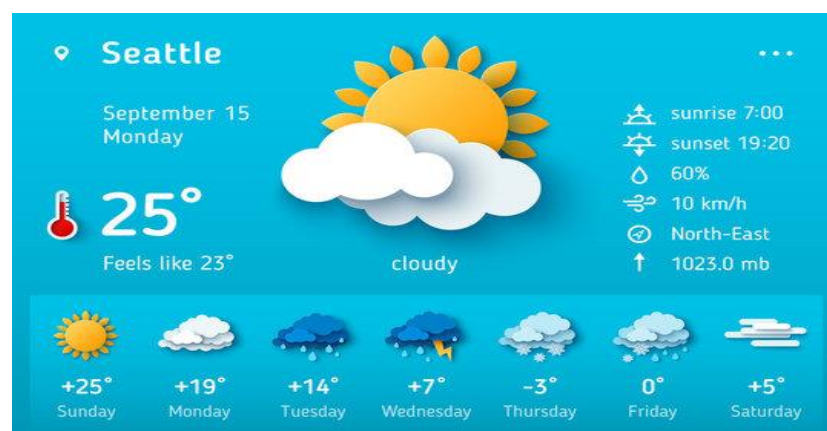 Seattle
September 15
Monday
25°
Feels like 23°
cloudy
sunrise 7:00
sunset 19:20
60%
10 km/h
North-East
1023.0 mb
+25° +19° +14° +7° -3° 0° +5°
Sunday Monday Tuesday Wednesday Thursday Friday Saturday